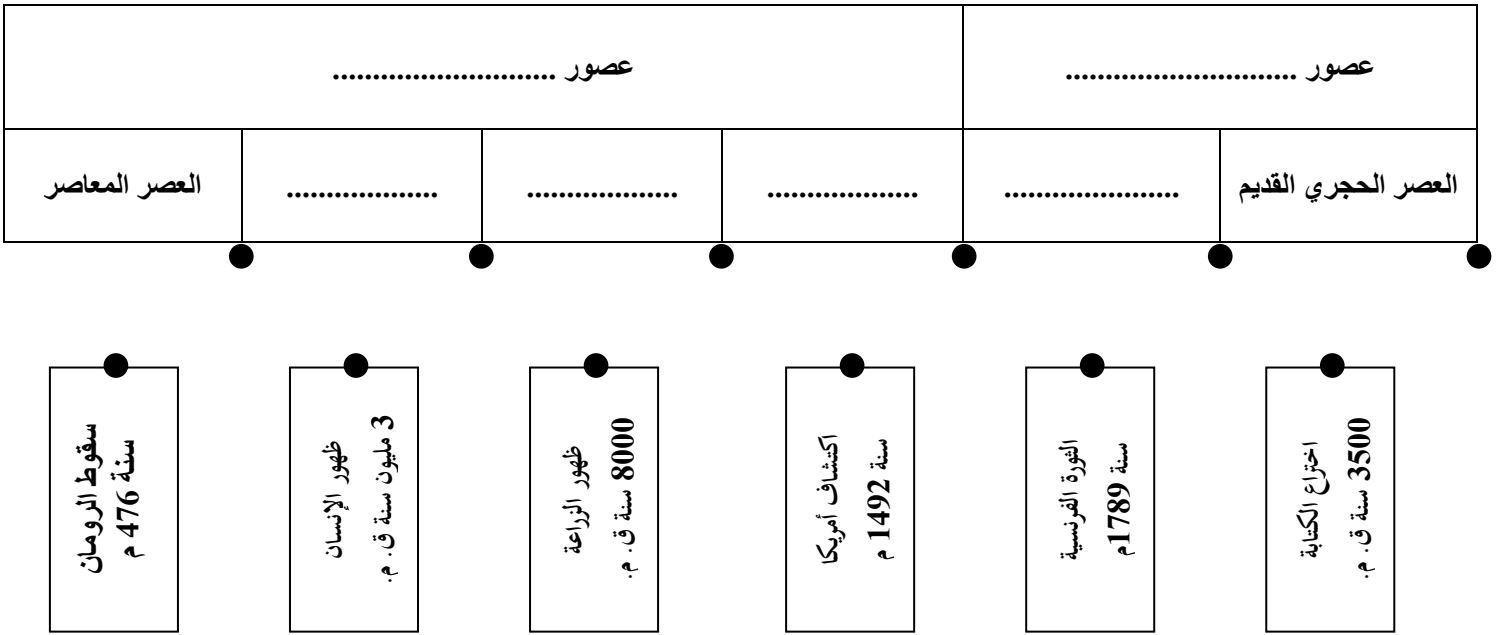 عصور .............................
عصور ............................
العصر الحجري القديم
.....................
..................
..................
..................
العصر المعاصر
اختراع الكتابة
3500 سنة ق. م.
الثورة الفرنسية
سنة 1789م
اكتشاف أمريكا
سنة 1492 م
ظهور الزراعة
8000 سنة ق. م.
ظهور الإنسان
3 مليون سنة ق. م.
سقوط الرومان
سنة 476 م